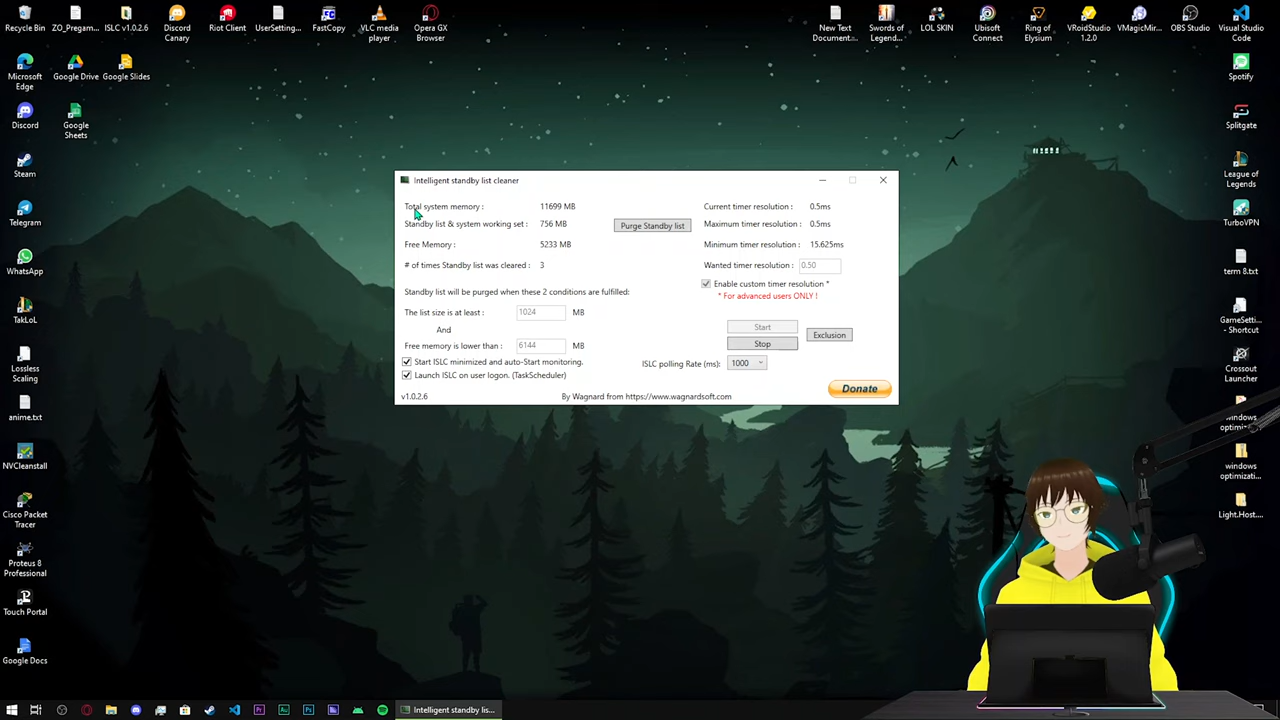 Recycle Bin
ZO_Pregam...
ISLC v1.0.2.6
Discord
Canary
Riot Client
UserSetting...
FastCopy
VLC media
player
Opera GX
Browser
New Text
Document...
Swords of
Legend...
LOL SKIN
Ubisoft
Connect
Ring of
Elysium
VRoidStudio
1.2.0
VMagicMir...
OBS Studio
Visual Studio
Code
Microsoft
Edge
Google Drive
Google Slides
Spotify
Discord
Google
Sheets
Splitgate
Steam
League of
Legends
Telegram
TurboVPN
WhatsApp
term 8.txt
TakLoL
GameSetti...
- Shortcut
Lossless
Scaling
Crossout
Launcher
anime.txt
windows
optimizati...
NVCleanstall
windows
optimizati...
Cisco Packet
Tracer
Light.Host....
Proteus 8
Professional
Touch Portal
Google Docs
Intelligent standby list cleaner
Total system memory : 11699 MB
Standby list & system working set : 756 MB
Free Memory : 5233 MB
# of times Standby list was cleared : 3
Purge Standby list
Current timer resolution : 0.5ms
Maximum timer resolution : 0.5ms
Minimum timer resolution : 15.625ms
Wanted timer resolution : 0.50
Enable custom timer resolution *
* For advanced users ONLY !
Standby list will be purged when these 2 conditions are fulfilled:
The list size is at least : 1024 MB
And
Free memory is lower than : 6144 MB
Start
Stop
Exclusion
Start ISLC minimized and auto-Start monitoring.
ISLC polling Rate (ms): 1000
Launch ISLC on user logon. (TaskScheduler)
Donate
v1.0.2.6
By Wagnard from https://www.wagnardsoft.com
Intelligent standby lis...